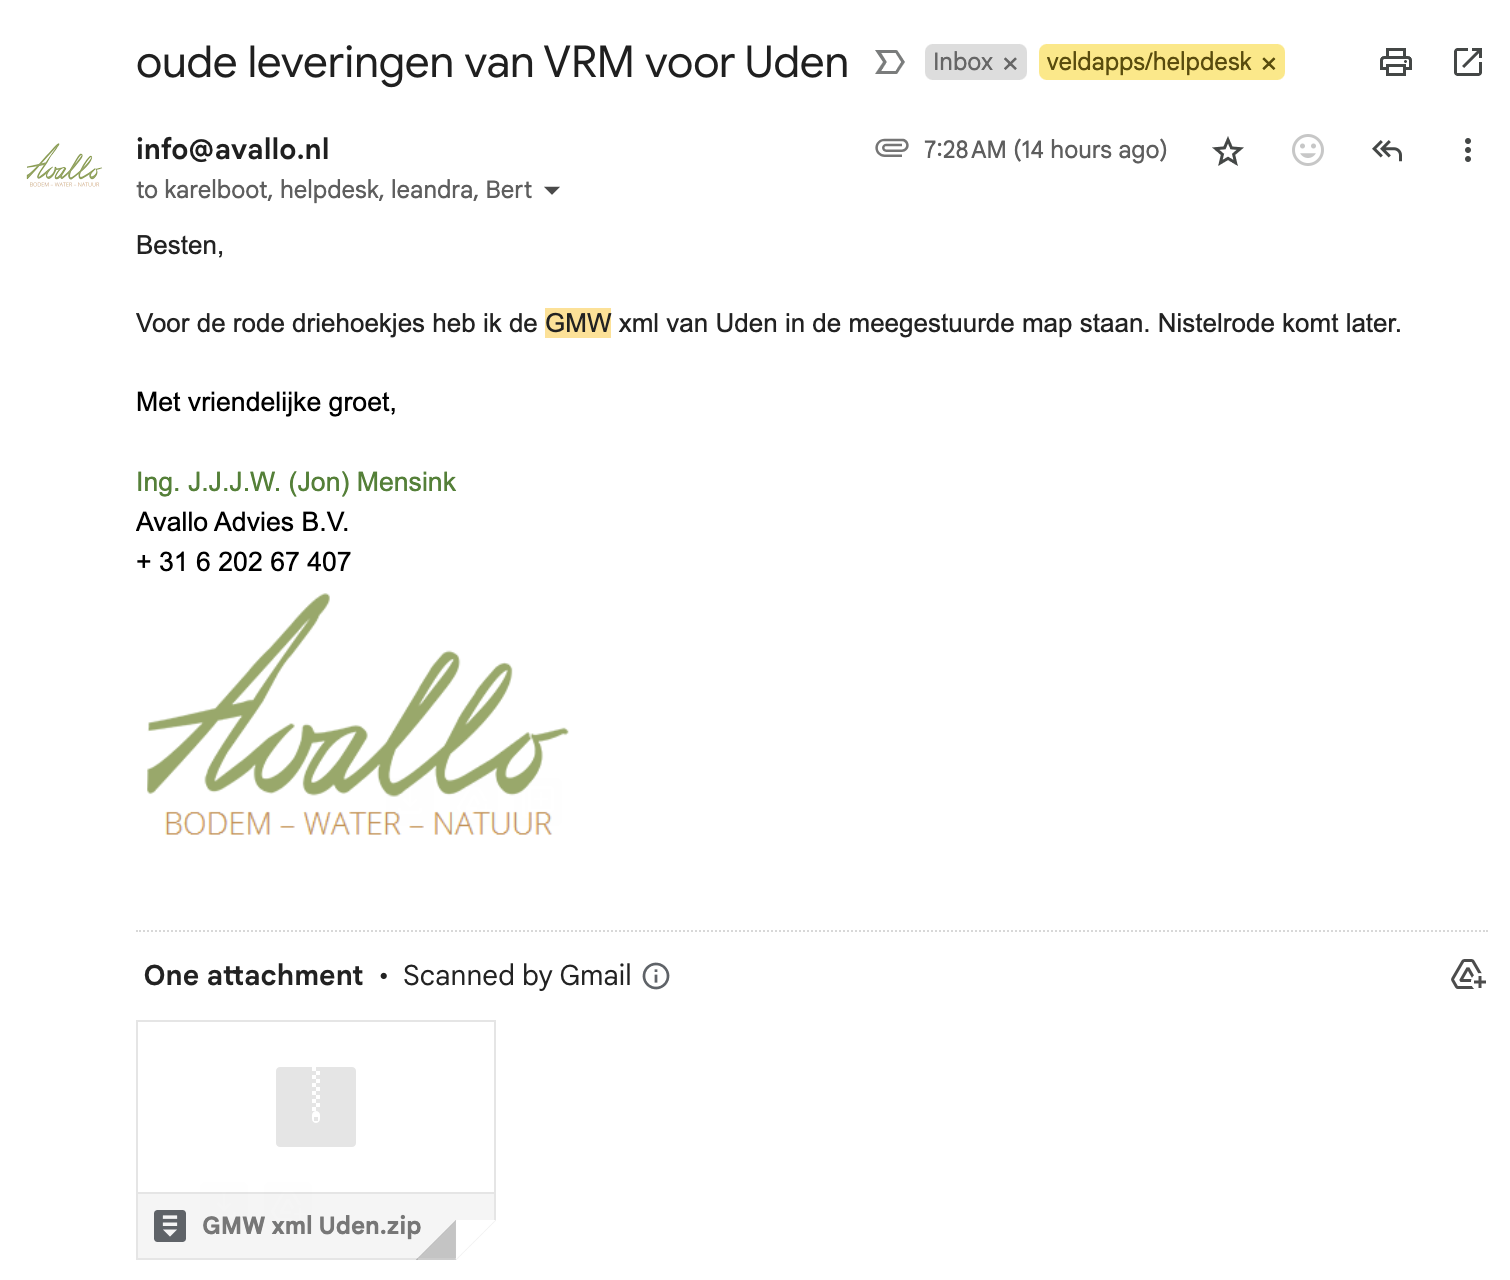 oude leveringen van VRM voor Uden
Inbox ×
veldapps/helpdesk ×
Avallo
BODEM – WATER – NATUUR
info@avallo.nl
7:28 AM (14 hours ago)
to karelboot, helpdesk, leandra, Bert
Besten,
Voor de rode driehoekjes heb ik de GMW xml van Uden in de meegestuurde map staan. Nistelrode komt later.
Met vriendelijke groet,
Ing. J.J.J.W. (Jon) Mensink
Avallo Advies B.V.
+ 31 6 202 67 407
Avallo
BODEM – WATER – NATUUR
One attachment • Scanned by Gmail
GMW xml Uden.zip